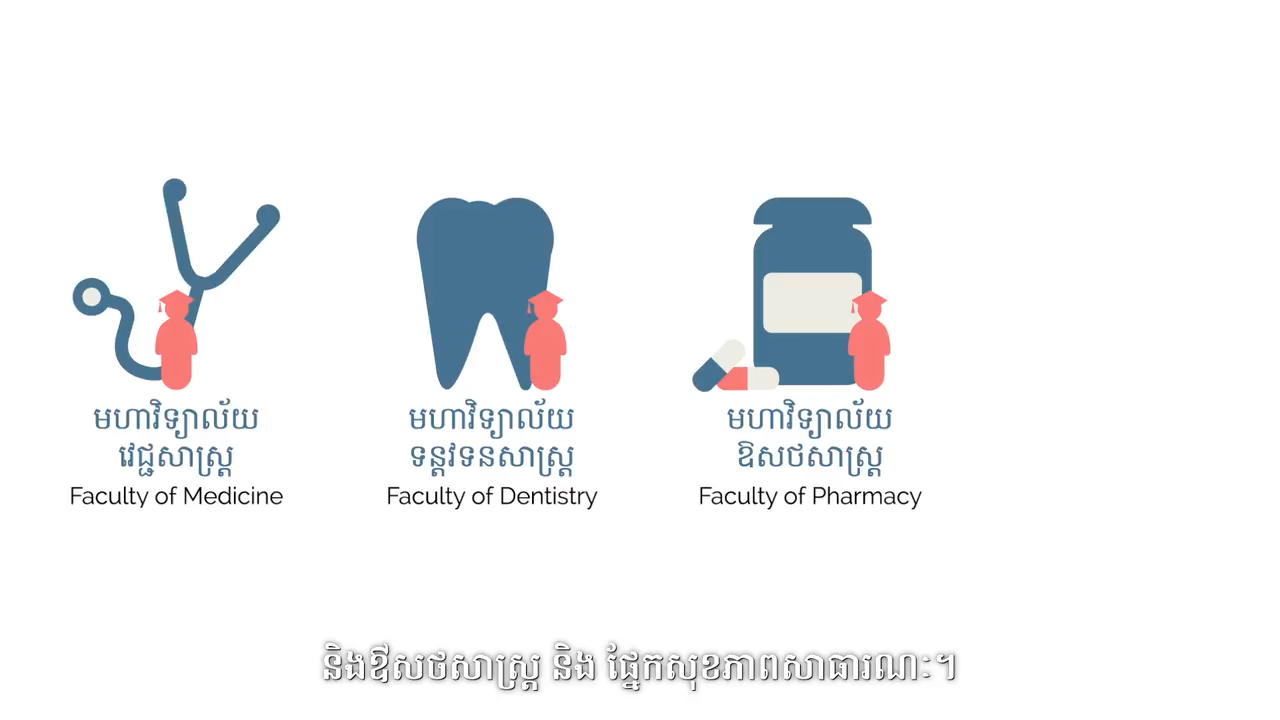 មហាវិទ្យាល័យ
វេជ្ជសាស្ត្រ
Faculty of Medicine
មហាវិទ្យាល័យ
ទន្តវទនសាស្ត្រ
Faculty of Dentistry
មហាវិទ្យាល័យ
ឱសថសាស្ត្រ
Faculty of Pharmacy
និងឱសថសាស្ត្រ និង ផ្នែកសុខភាពសាធារណៈ។